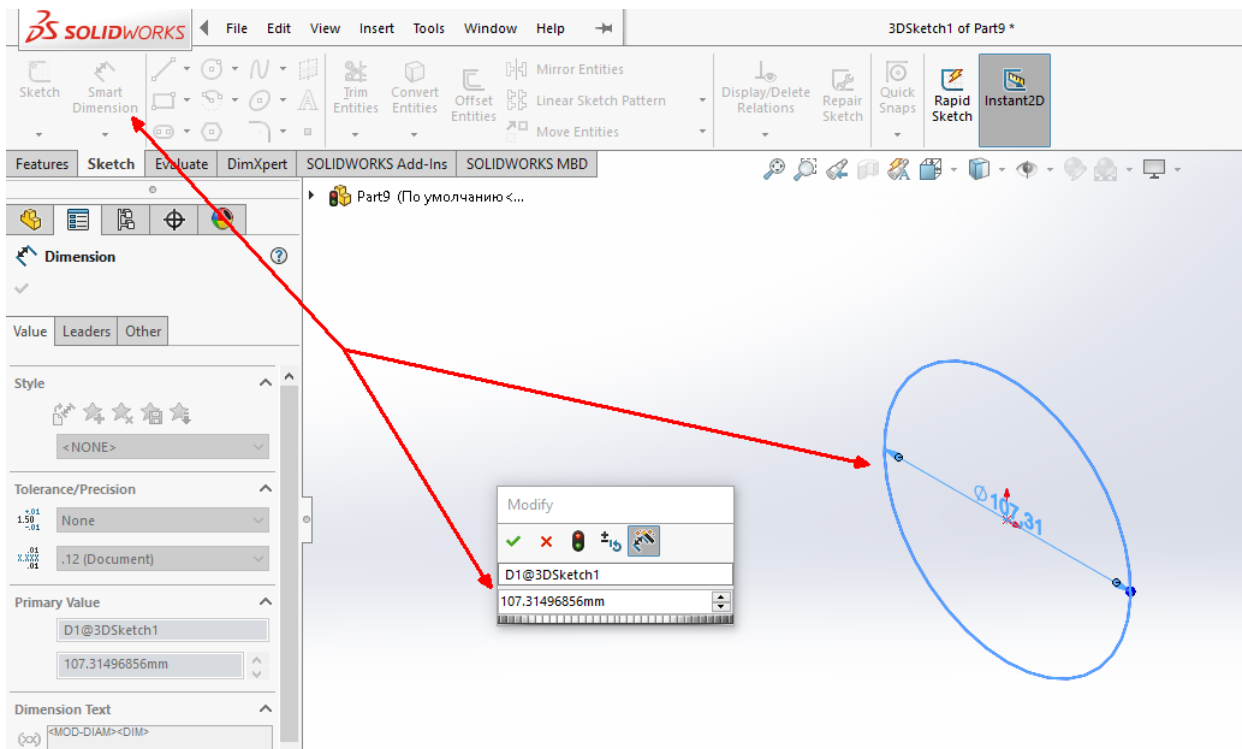 SOLIDWORKS File Edit View Insert Tools Window Help 3DSketch1 of Part9 *
Sketch
Smart
Dimension
Trim
Entities
Convert
Entities
Offset
Entities
Mirror Entities
Linear Sketch Pattern
Move Entities
Display/Delete
Relations
Repair
Sketch
Quick
Snaps
Rapid
Sketch
Instant2D
Features Sketch Evaluate DimXpert SOLIDWORKS Add-Ins SOLIDWORKS MBD
Part9 (По умолчанию<...
Dimension
Value Leaders Other
Style
<NONE>
Tolerance/Precision
None
.12 (Document)
Primary Value
D1@3DSketch1
107.31496856mm
Dimension Text
<MOD-DIAM><DIM>
Modify
D1@3DSketch1
107.31496856mm
Ø107,31